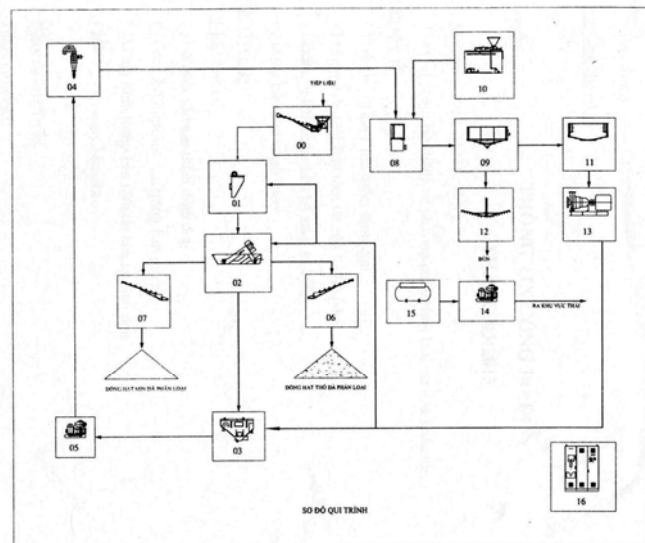 04
10
TIẾP LIỆU
00
08
09
11
01
12
13
02
BÙN
07
06
15
14
RA KHU VỰC THẢI
ĐỐNG HẠT MỊN ĐÃ PHÂN LOẠI
ĐỐNG HẠT THÔ ĐÃ PHÂN LOẠI
05
03
16
SƠ ĐỒ QUI TRÌNH